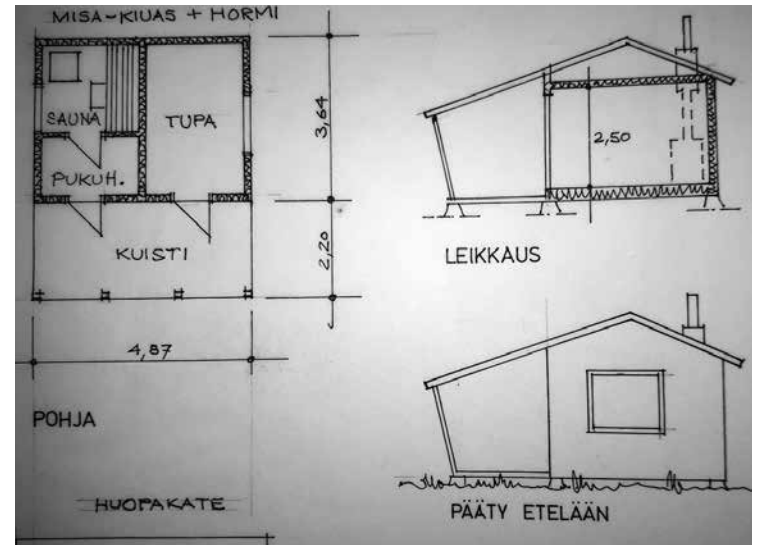 MISA-KIUAS + HORMI
SAUNA
TUPA
PUKUH.
KUISTI
3,64
2,20
4,87
POHJA
HUOPAKATE
2,50
LEIKKAUS
PÄÄTY ETELÄÄN